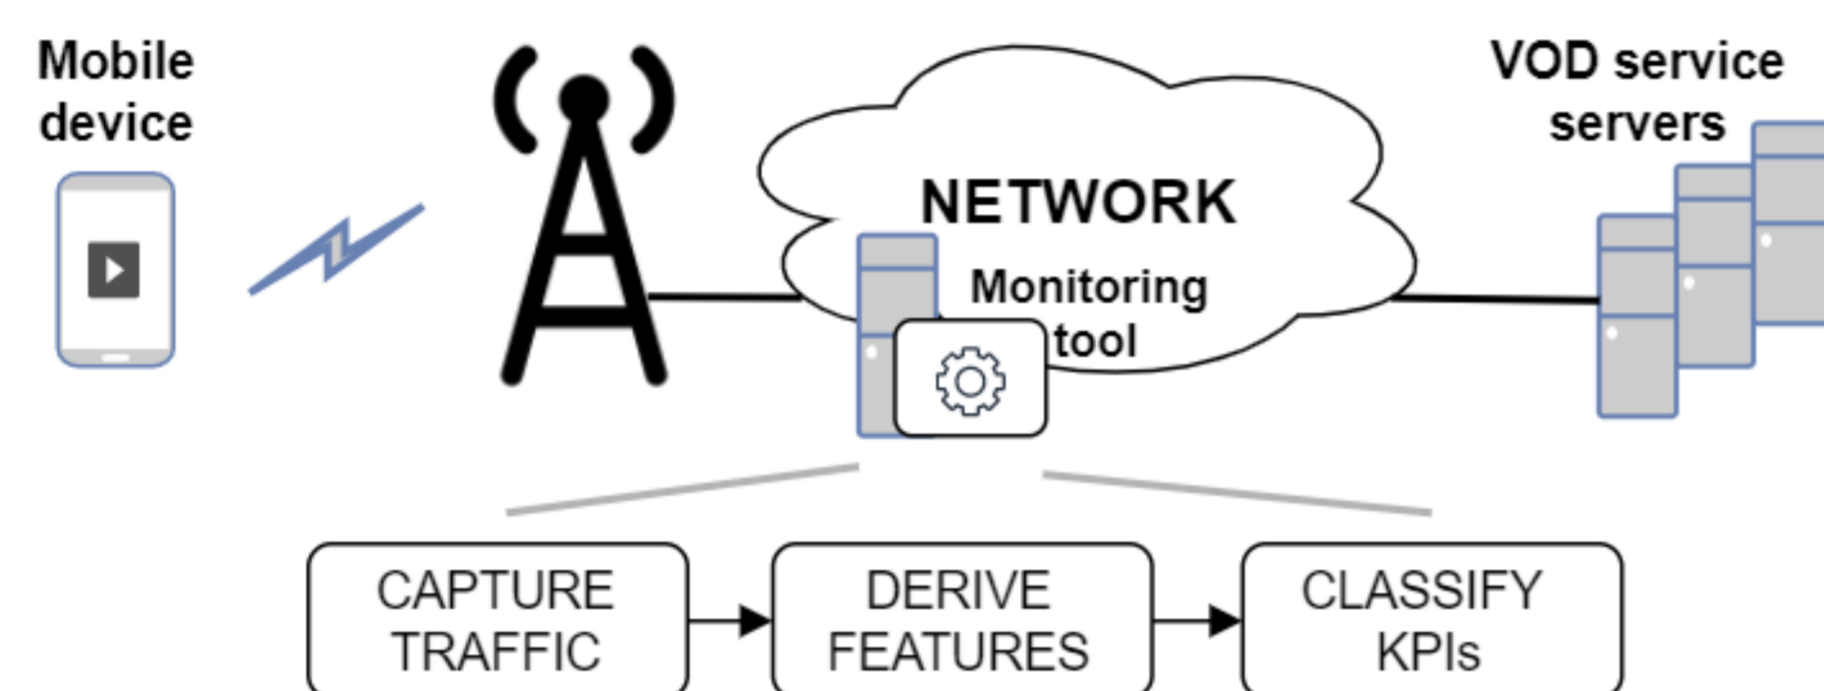 Mobile
device
VOD service
servers
NETWORK
Monitoring
tool
CAPTURE
TRAFFIC
DERIVE
FEATURES
CLASSIFY
KPIs